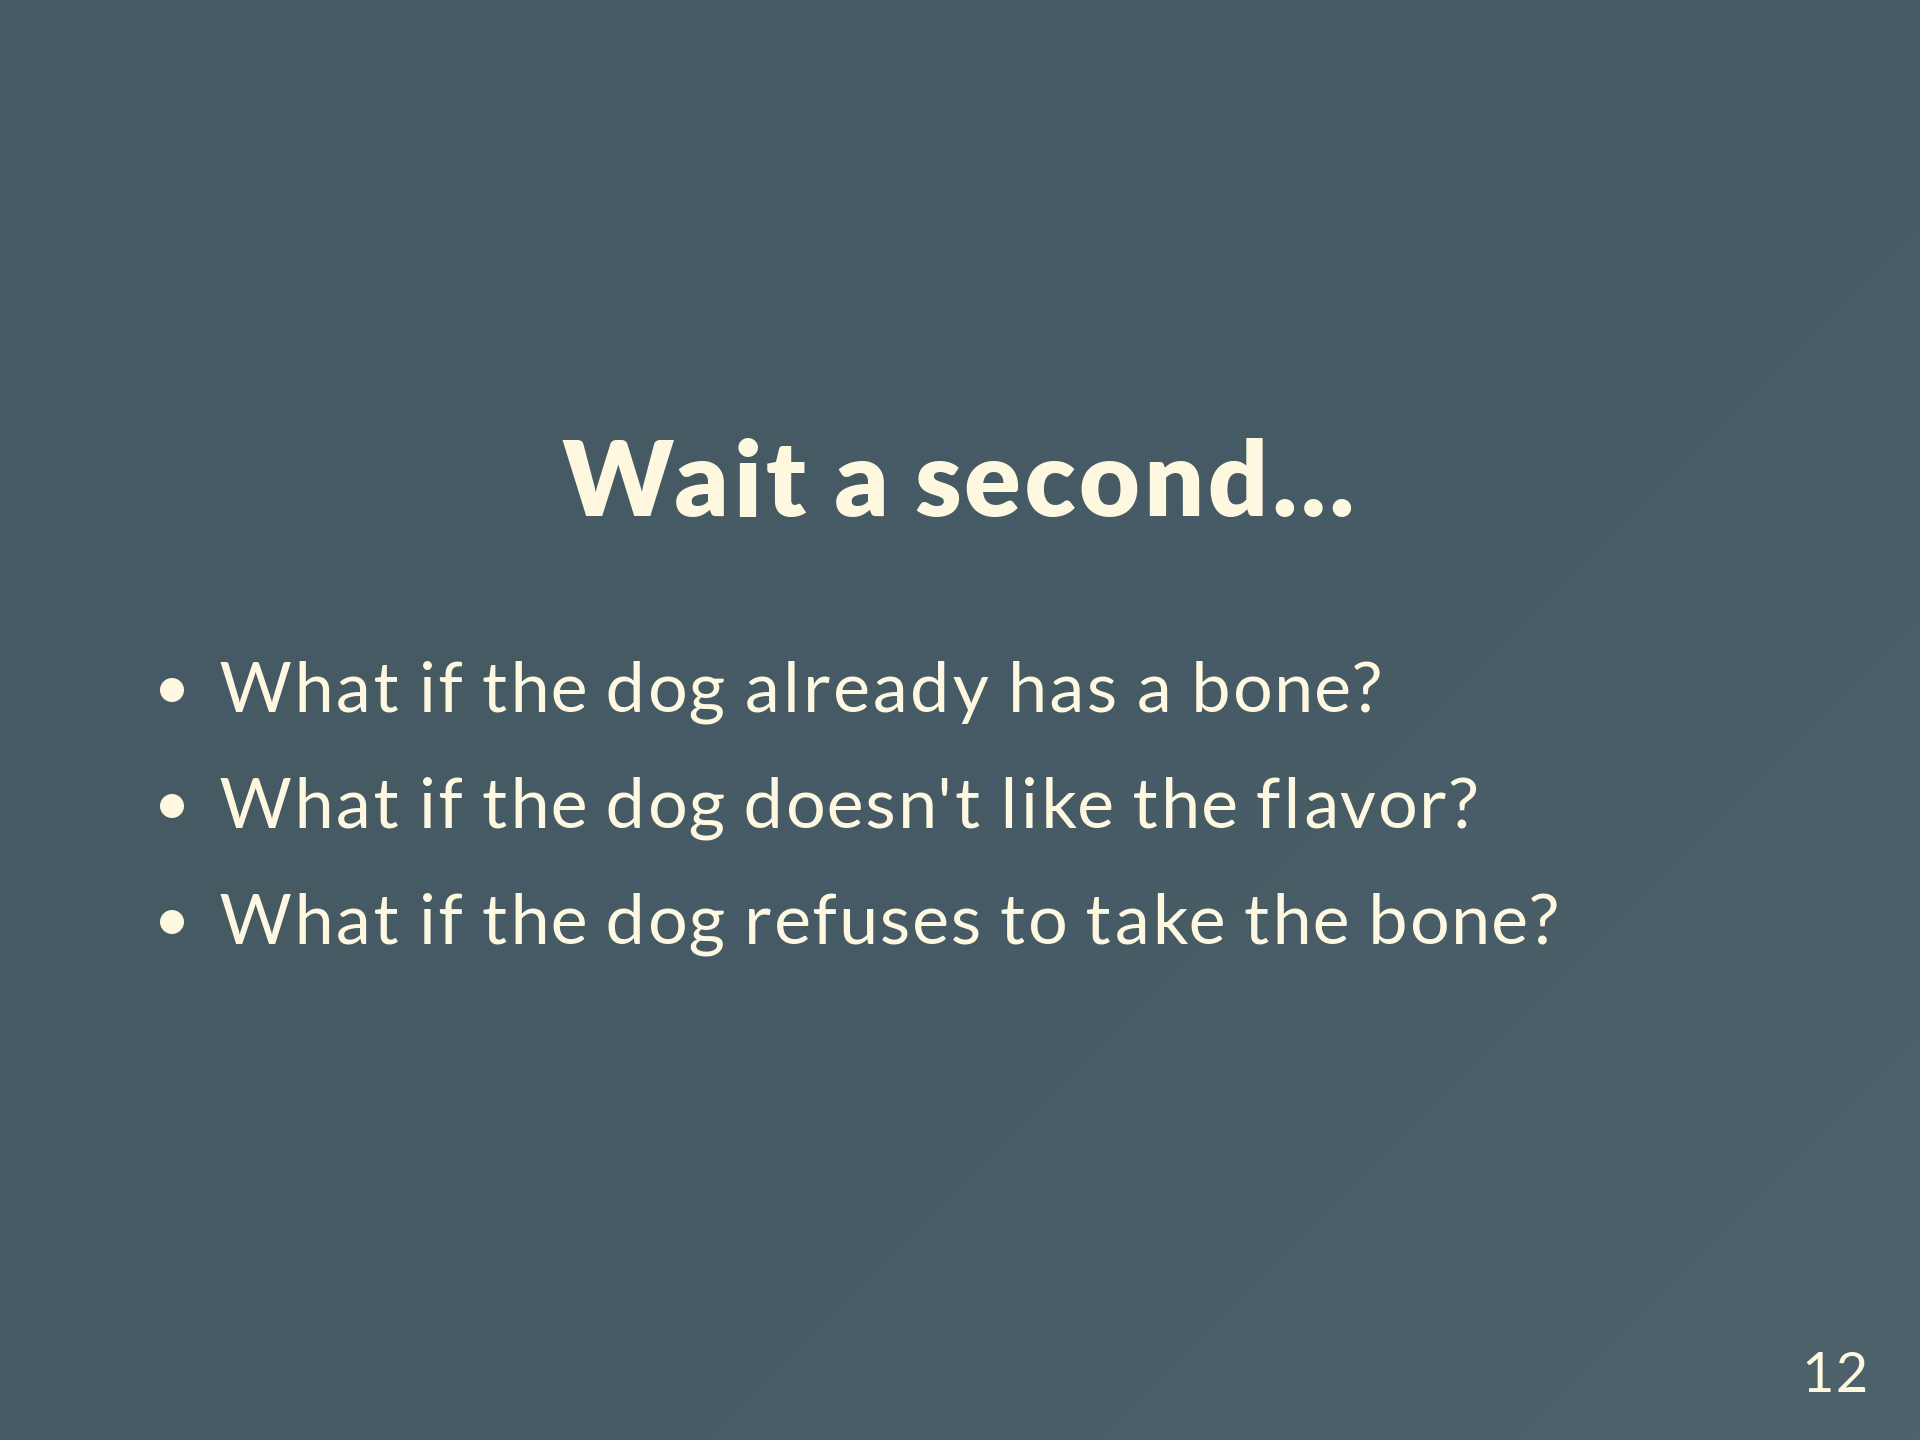 Wait a second...
• What if the dog already has a bone?
• What if the dog doesn't like the flavor?
• What if the dog refuses to take the bone?
12